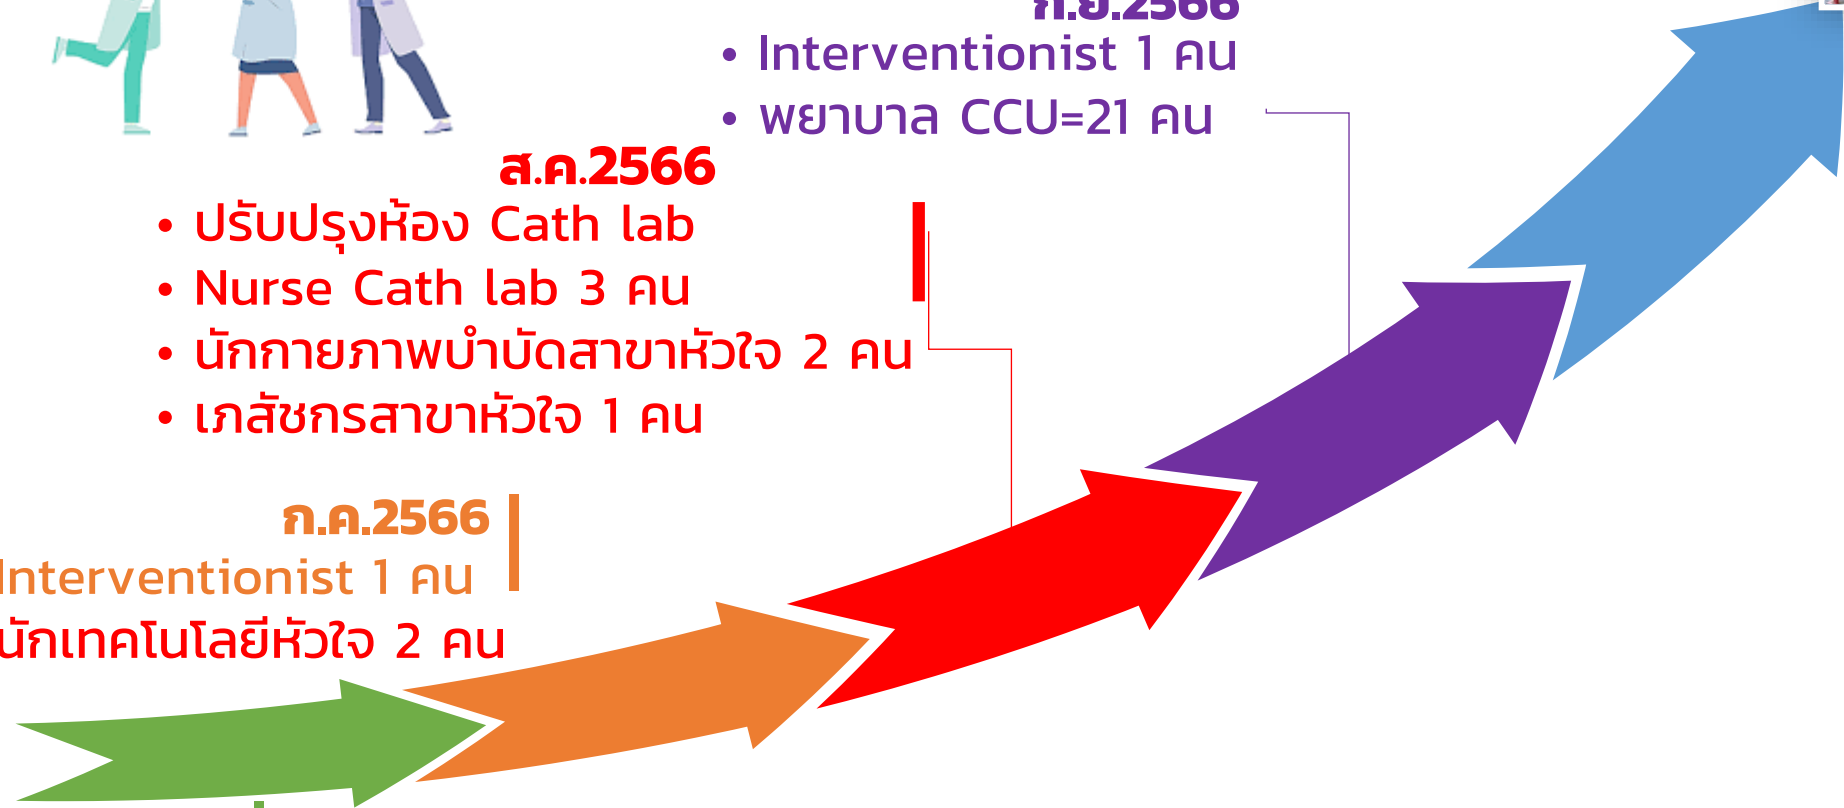 ก.ย.2566
• Interventionist 1 คน
• พยาบาล CCU=21 คน
ส.ค.2566
• ปรับปรุงห้อง Cath lab
• Nurse Cath lab 3 คน
• นักกายภาพบำบัดสาขาหัวใจ 2 คน
• เภสัชกรสาขาหัวใจ 1 คน
ก.ค.2566
Interventionist 1 คน
นักเทคโนโลยีหัวใจ 2 คน